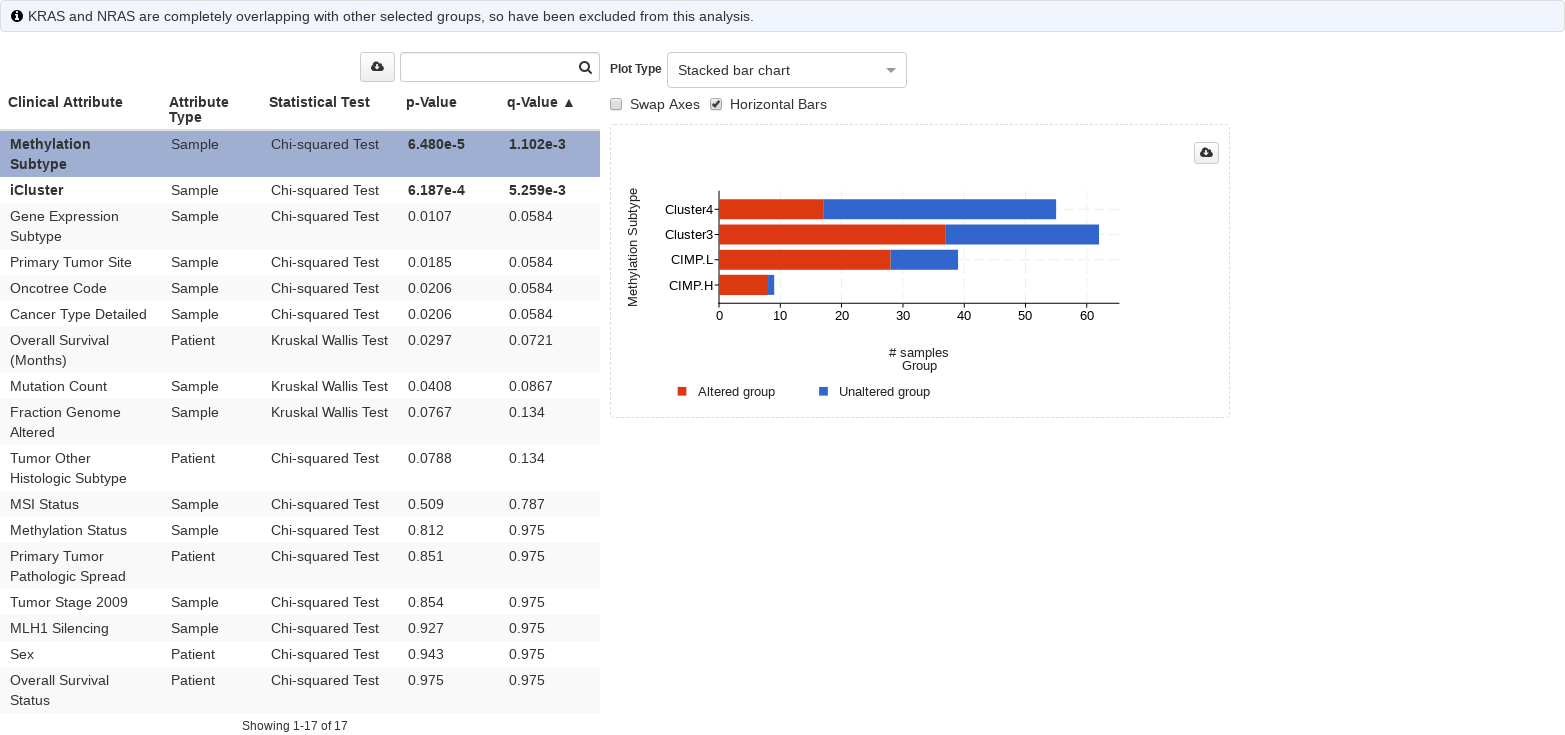 KRAS and NRAS are completely overlapping with other selected groups, so have been excluded from this analysis.
Clinical Attribute Attribute Type Statistical Test p-Value q-Value ▲
Methylation Subtype Sample Chi-squared Test 6.480e-5 1.102e-3
iCluster Sample Chi-squared Test 6.187e-4 5.259e-3
Gene Expression Subtype Sample Chi-squared Test 0.0107 0.0584
Primary Tumor Site Sample Chi-squared Test 0.0185 0.0584
Oncotree Code Sample Chi-squared Test 0.0206 0.0584
Cancer Type Detailed Sample Chi-squared Test 0.0206 0.0584
Overall Survival (Months) Patient Kruskal Wallis Test 0.0297 0.0721
Mutation Count Sample Kruskal Wallis Test 0.0408 0.0867
Fraction Genome Altered Sample Kruskal Wallis Test 0.0767 0.134
Tumor Other Histologic Subtype Patient Chi-squared Test 0.0788 0.134
MSI Status Sample Chi-squared Test 0.509 0.787
Methylation Status Sample Chi-squared Test 0.812 0.975
Primary Tumor Pathologic Spread Patient Chi-squared Test 0.851 0.975
Tumor Stage 2009 Sample Chi-squared Test 0.854 0.975
MLH1 Silencing Sample Chi-squared Test 0.927 0.975
Sex Patient Chi-squared Test 0.943 0.975
Overall Survival Status Patient Chi-squared Test 0.975 0.975
Showing 1-17 of 17
Plot Type Stacked bar chart
Swap Axes Horizontal Bars
Methylation Subtype
Cluster4
Cluster3
CIMP.L
CIMP.H
0 10 20 30 40 50 60
# samples
Group
Altered group Unaltered group